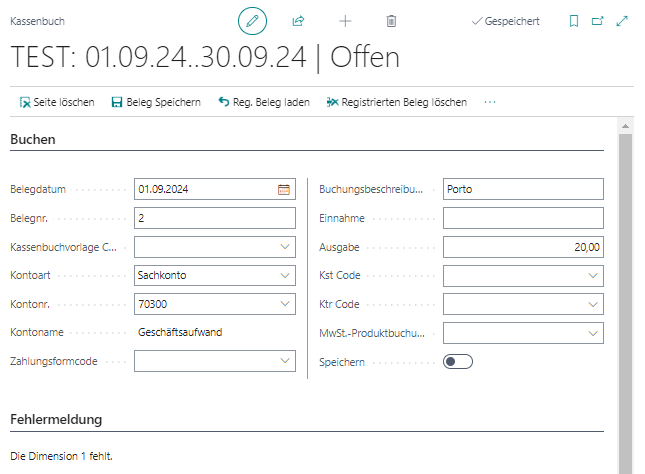 Kassenbuch
Gespeichert
TEST: 01.09.24..30.09.24 | Offen
Seite löschen Beleg Speichern Reg. Beleg laden Registrierten Beleg löschen ...
Buchen
Belegdatum 01.09.2024
Belegnr. 2
Kassenbuchvorlage C...
Kontoart Sachkonto
Kontonr. 70300
Kontoname Geschäftsaufwand
Zahlungsformcode
Buchungsbeschreibu... Porto
Einnahme
Ausgabe 20,00
Kst Code
Ktr Code
MwSt.-Produktbuchu...
Speichern
Fehlermeldung
Die Dimension 1 fehlt.